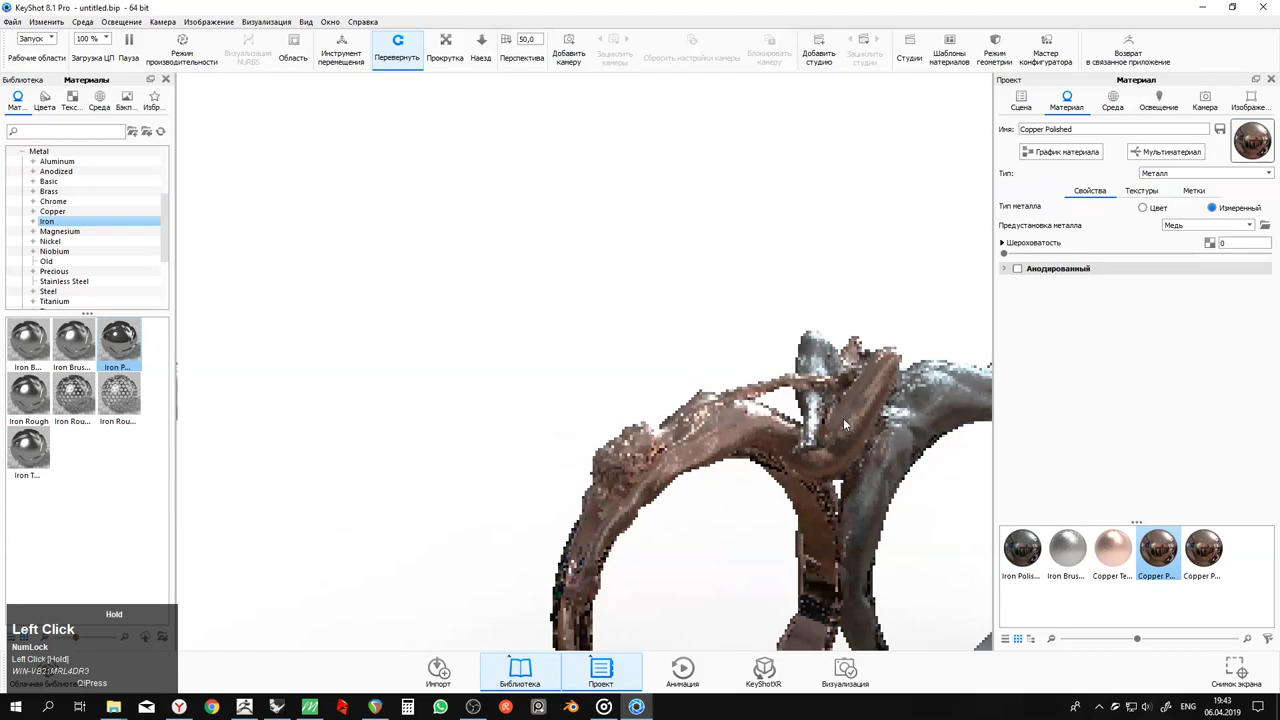 KeyShot 8.1 Pro - untitled.bip - 64 bit
Файл Изменить Среда Освещение Камера Изображение Визуализация Вид Окно Справка
Запуск 100 % 50,0
Рабочие области Загрузка ЦП Пауза Режим производительности Визуализация NURBS Область Инструмент перемещения Перевернуть Прокрутка Наезд Перспектива Добавить камеру Зациклить камеры Сбросить настройки камеры Блокировать камеру Добавить студию Зациклить студии Студии Шаблоны материалов Режим геометрии Мастер конфигуратора Возврат в связанное приложение
Библиотека Материалы
Мат... Цвета Текс... Среда Бэкп... Избр...
Metal
Aluminum
Anodized
Basic
Brass
Chrome
Copper
Iron
Magnesium
Nickel
Niobium
Old
Precious
Stainless Steel
Steel
Titanium
Iron B... Iron Brus... Iron P...
Iron Rough Iron Rou... Iron Rou...
Iron T...
Hold
Left Click
NumLock
Left Click [Hold]
Проект Материал
Сцена Материал Среда Освещение Камера Изображе...
Имя: Copper Polished
График материала Мультиматериал
Тип: Металл
Свойства Текстуры Метки
Тип металла Цвет Измеренный
Предустановка металла Медь
Шероховатость 0
Анодированный
Iron Polis... Iron Brus... Copper Te... Copper P... Copper P...
Импорт Библиотека Проект Анимация KeyShotXR Визуализация Снимок экрана
ENG 19:43
06.04.2019